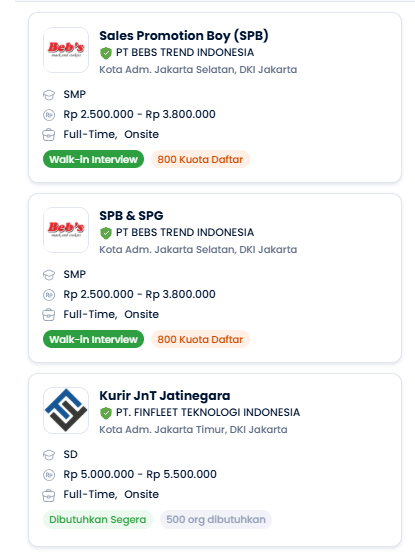 Sales Promotion Boy (SPB)
Beb's
PT BEBS TREND INDONESIA
Kota Adm. Jakarta Selatan, DKI Jakarta
SMP
Rp 2.500.000 - Rp 3.800.000
Full-Time, Onsite
Walk-in Interview 800 Kuota Daftar
SPB & SPG
Beb's
PT BEBS TREND INDONESIA
Kota Adm. Jakarta Selatan, DKI Jakarta
SMP
Rp 2.500.000 - Rp 3.800.000
Full-Time, Onsite
Walk-in Interview 800 Kuota Daftar
Kurir JnT Jatinegara
PT. FINFLEET TEKNOLOGI INDONESIA
Kota Adm. Jakarta Timur, DKI Jakarta
SD
Rp 5.000.000 - Rp 5.500.000
Full-Time, Onsite
Dibutuhkan Segera 500 org dibutuhkan